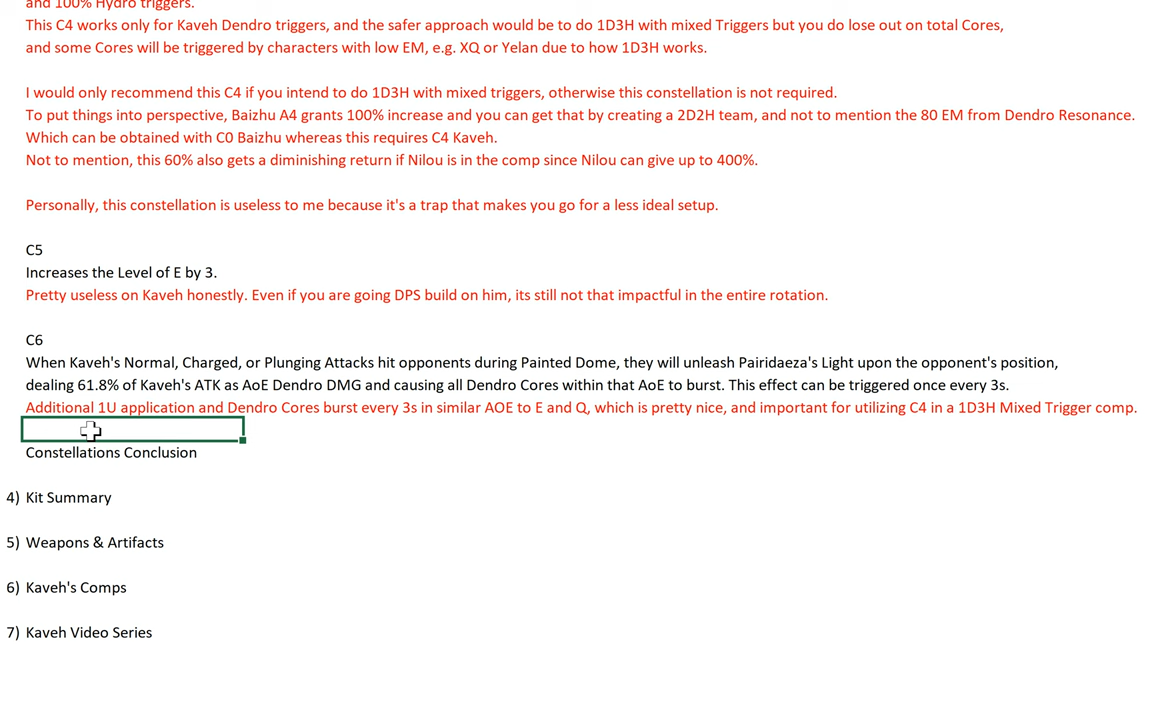 and 100% Hydro triggers.
This C4 works only for Kaveh Dendro triggers, and the safer approach would be to do 1D3H with mixed Triggers but you do lose out on total Cores,
and some Cores will be triggered by characters with low EM, e.g. XQ or Yelan due to how 1D3H works.
I would only recommend this C4 if you intend to do 1D3H with mixed triggers, otherwise this constellation is not required.
To put things into perspective, Baizhu A4 grants 100% increase and you can get that by creating a 2D2H team, and not to mention the 80 EM from Dendro Resonance.
Which can be obtained with C0 Baizhu whereas this requires C4 Kaveh.
Not to mention, this 60% also gets a diminishing return if Nilou is in the comp since Nilou can give up to 400%.
Personally, this constellation is useless to me because it's a trap that makes you go for a less ideal setup.
C5
Increases the Level of E by 3.
Pretty useless on Kaveh honestly. Even if you are going DPS build on him, its still not that impactful in the entire rotation.
C6
When Kaveh's Normal, Charged, or Plunging Attacks hit opponents during Painted Dome, they will unleash Pairidaeza's Light upon the opponent's position,
dealing 61.8% of Kaveh's ATK as AoE Dendro DMG and causing all Dendro Cores within that AoE to burst. This effect can be triggered once every 3s.
Additional 1U application and Dendro Cores burst every 3s in similar AOE to E and Q, which is pretty nice, and important for utilizing C4 in a 1D3H Mixed Trigger comp.
Constellations Conclusion
4) Kit Summary
5) Weapons & Artifacts
6) Kaveh's Comps
7) Kaveh Video Series